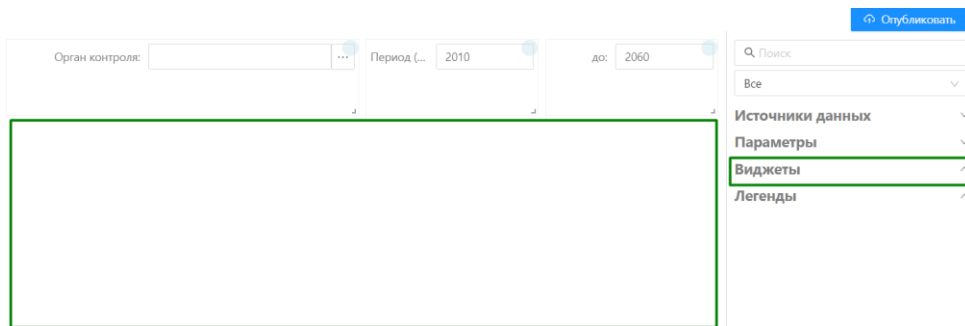 Опубликовать
Орган контроля: ... Период (... 2010 до: 2060
Поиск
Все
Источники данных
Параметры
Виджеты
Легенды